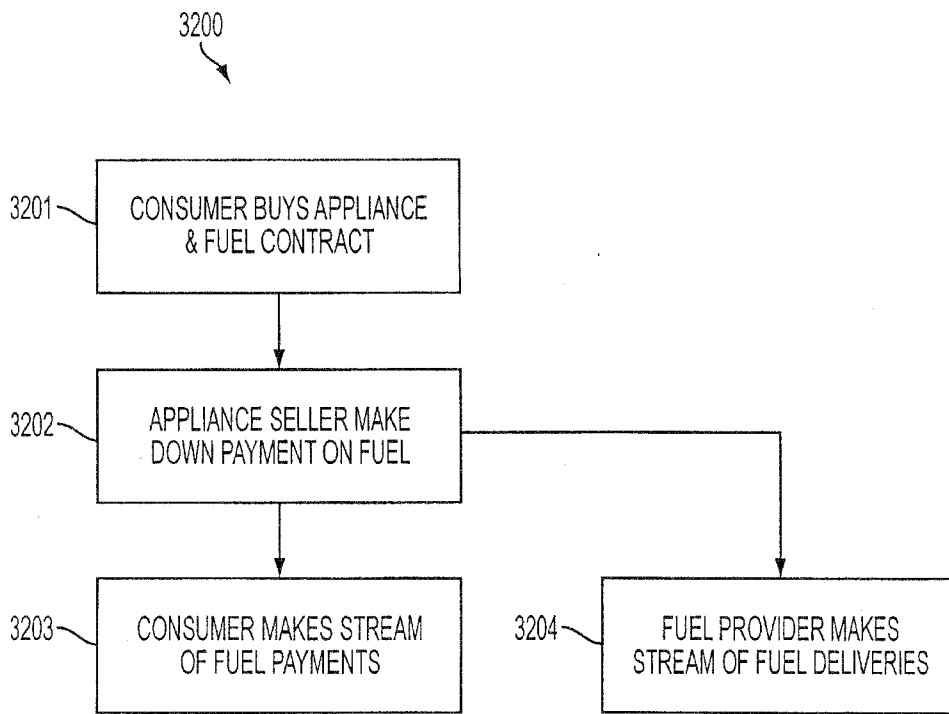 3200
3201
CONSUMER BUYS APPLIANCE
& FUEL CONTRACT
3202
APPLIANCE SELLER MAKE
DOWN PAYMENT ON FUEL
3203
CONSUMER MAKES STREAM
OF FUEL PAYMENTS
3204
FUEL PROVIDER MAKES
STREAM OF FUEL DELIVERIES